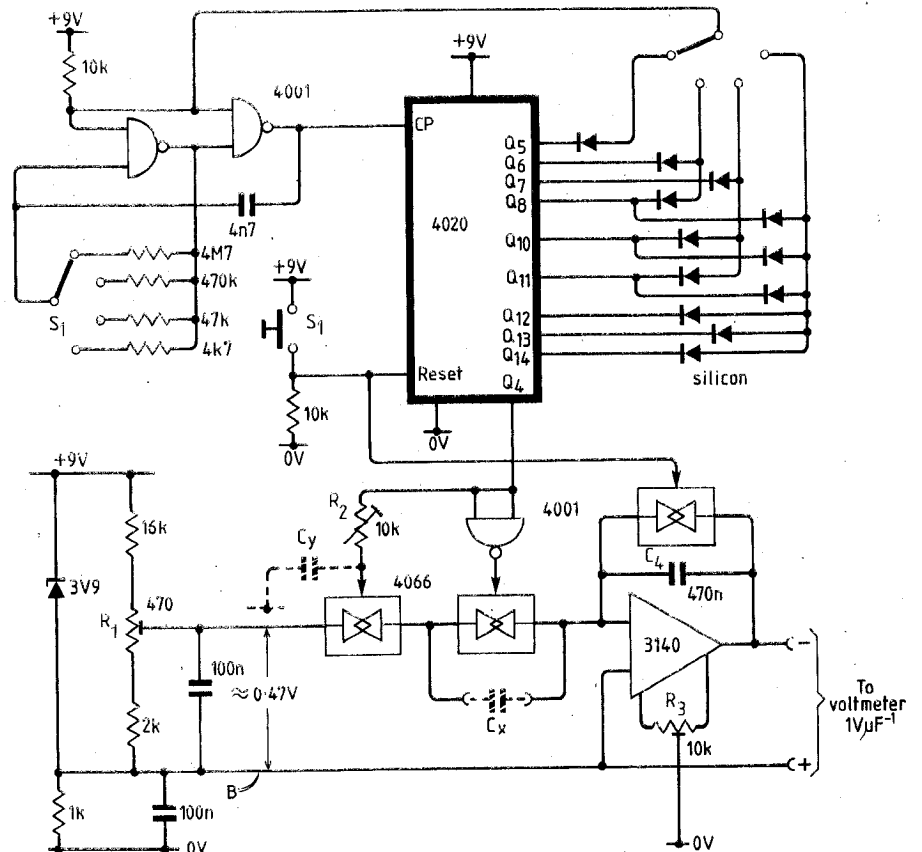 +9V
10k
4001
+9V
CP
4n7
4M7
470k
47k
4k7
S1
+9V
S1
10k
0V
4020
Reset
0V
Q5
Q6
Q7
Q8
Q10
Q11
Q12
Q13
Q14
Q4
silicon
+9V
16k
3V9
470
R1
2k
1k
100n
0V
B
100n
≈0·47V
R2
10k
Cy
4066
4001
Cx
C4
470n
3140
R3
10k
0V
−
+
To
voltmeter
1VµF⁻¹